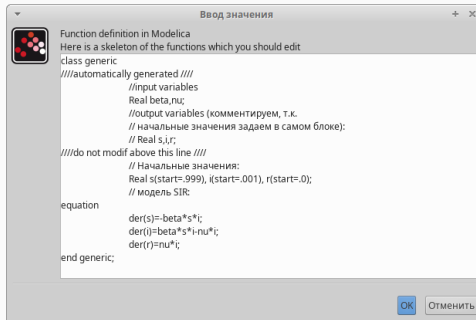 Ввод значения
Function definition in Modelica
Here is a skeleton of the functions which you should edit
class generic
////automatically generated ////
//input variables
Real beta,nu;
//output variables (комментируем, т.к.
// начальные значения задаем в самом блоке):
// Real s,i,r;
////do not modif above this line ////
// Начальные значения:
Real s(start=.999), i(start=.001), r(start=.0);
// модель SIR:
equation
der(s)=-beta*s*i;
der(i)=beta*s*i-nu*i;
der(r)=nu*i;
end generic;
OK Отменить